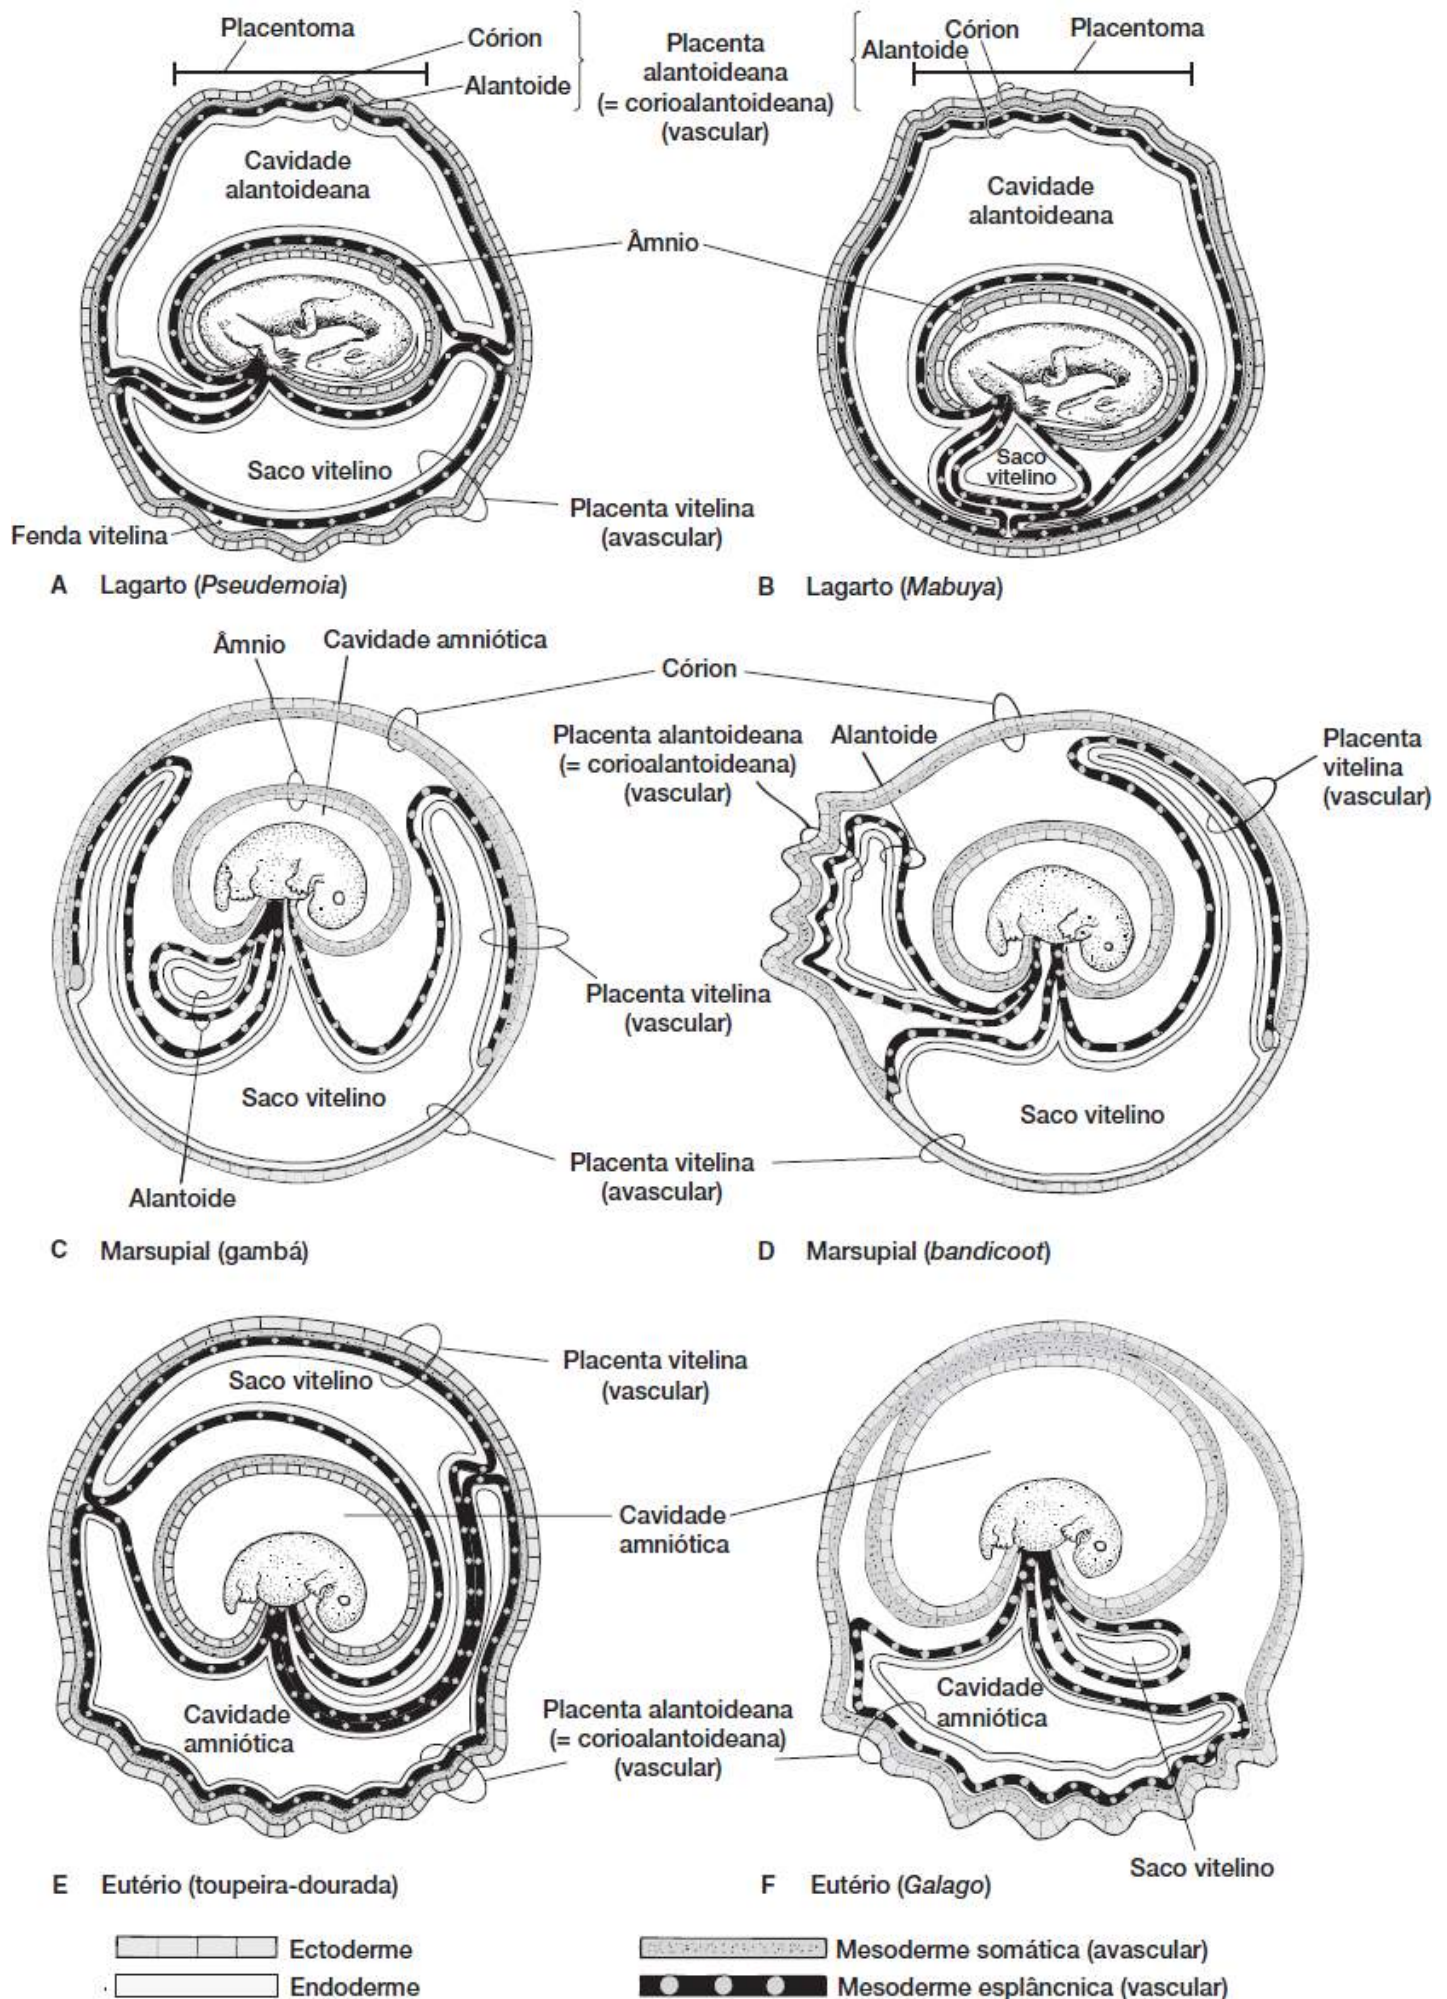 Placentoma
Córion
Alantoide
Placenta
alantoideana
(= corioalantoideana)
(vascular)
Córion
Alantoide
Placentoma
Cavidade
alantoideana
Cavidade
alantoideana
Âmnio
Saco vitelino
Saco
vitelino
Fenda vitelina
Placenta vitelina
(avascular)
A Lagarto (Pseudemoia)
B Lagarto (Mabuya)
Âmnio
Cavidade amniótica
Córion
Placenta alantoideana
(= corioalantoideana)
(vascular)
Alantoide
Placenta
vitelina
(vascular)
Placenta vitelina
(vascular)
Saco vitelino
Saco vitelino
Placenta vitelina
(avascular)
Alantoide
C Marsupial (gambá)
D Marsupial (bandicoot)
Placenta vitelina
(vascular)
Saco vitelino
Cavidade
amniótica
Cavidade
amniótica
Cavidade
amniótica
Placenta alantoideana
(= corioalantoideana)
(vascular)
Saco vitelino
E Eutério (toupeira-dourada)
F Eutério (Galago)
Ectoderme
Mesoderme somática (avascular)
Endoderme
Mesoderme esplâncnica (vascular)